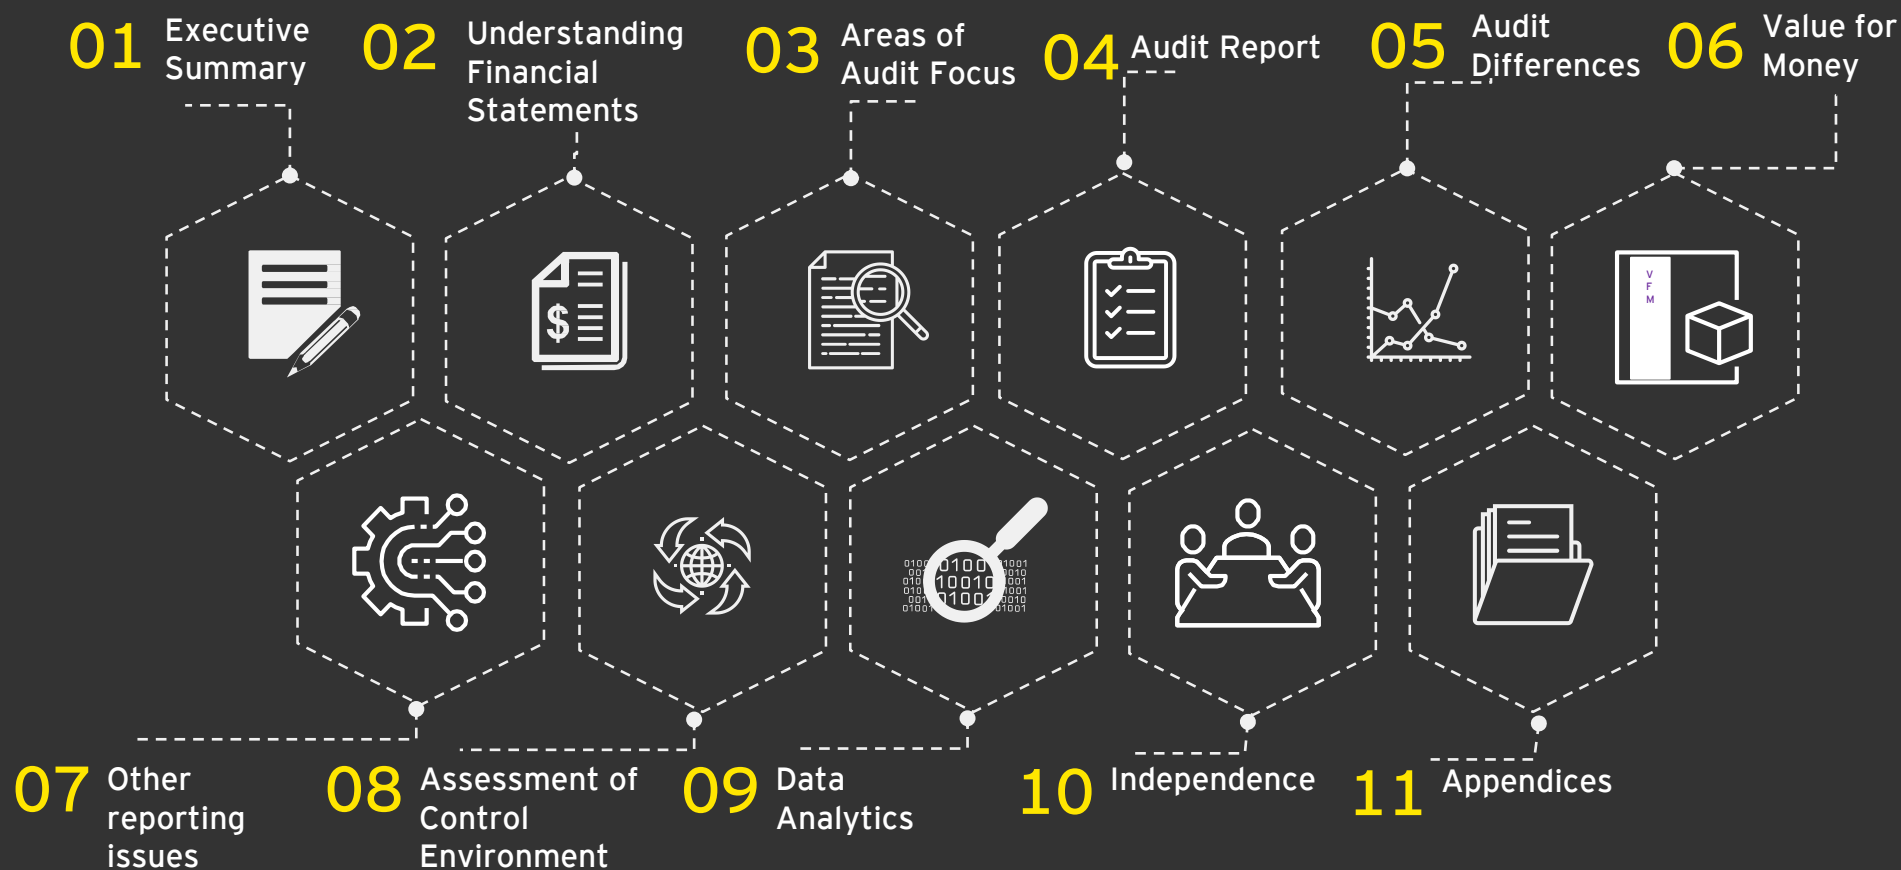 01 Executive
Summary
02 Understanding
Financial
Statements
03 Areas of
Audit Focus
04 Audit Report
05 Audit
Differences
06 Value for
Money
$
V
F
M
07 Other
reporting
issues
08 Assessment of
Control
Environment
09 Data
Analytics
10 Independence
11 Appendices